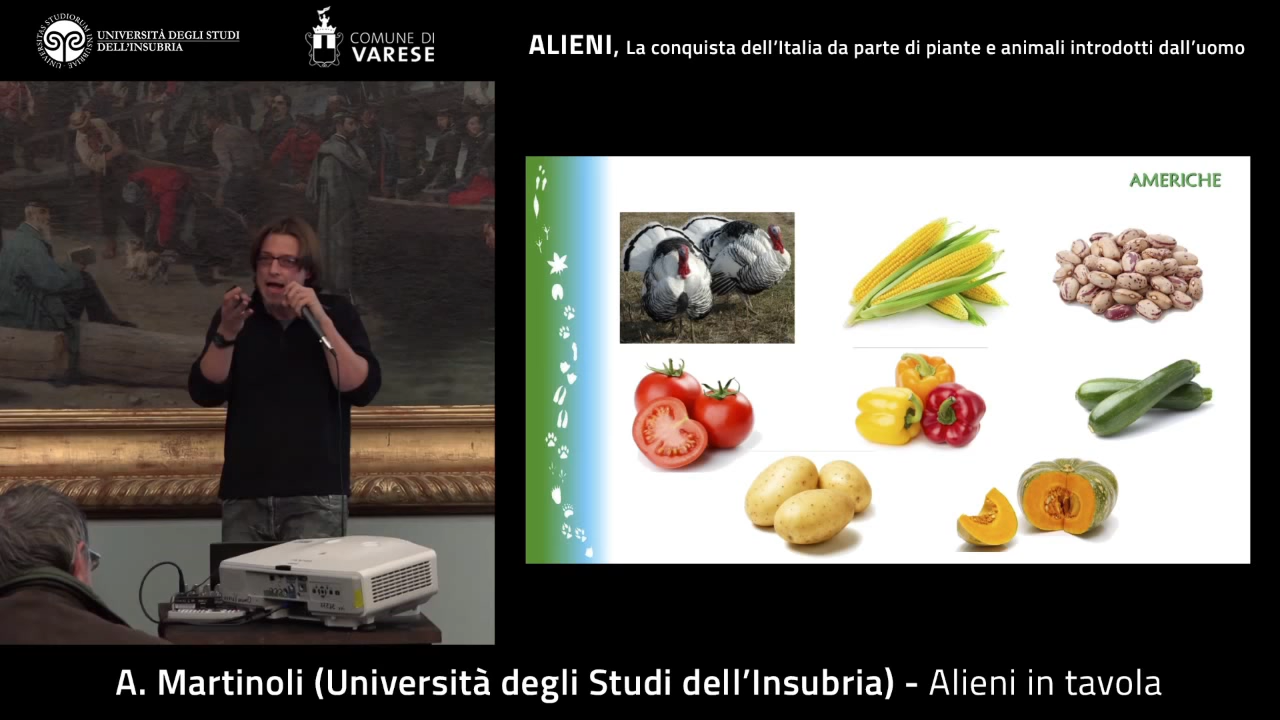 UNIVERSITÀ DEGLI STUDI
DELL'INSUBRIA
COMUNE DI
VARESE
ALIENI, La conquista dell'Italia da parte di piante e animali introdotti dall'uomo
AMERICHE
A. Martinoli (Università degli Studi dell'Insubria) - Alieni in tavola